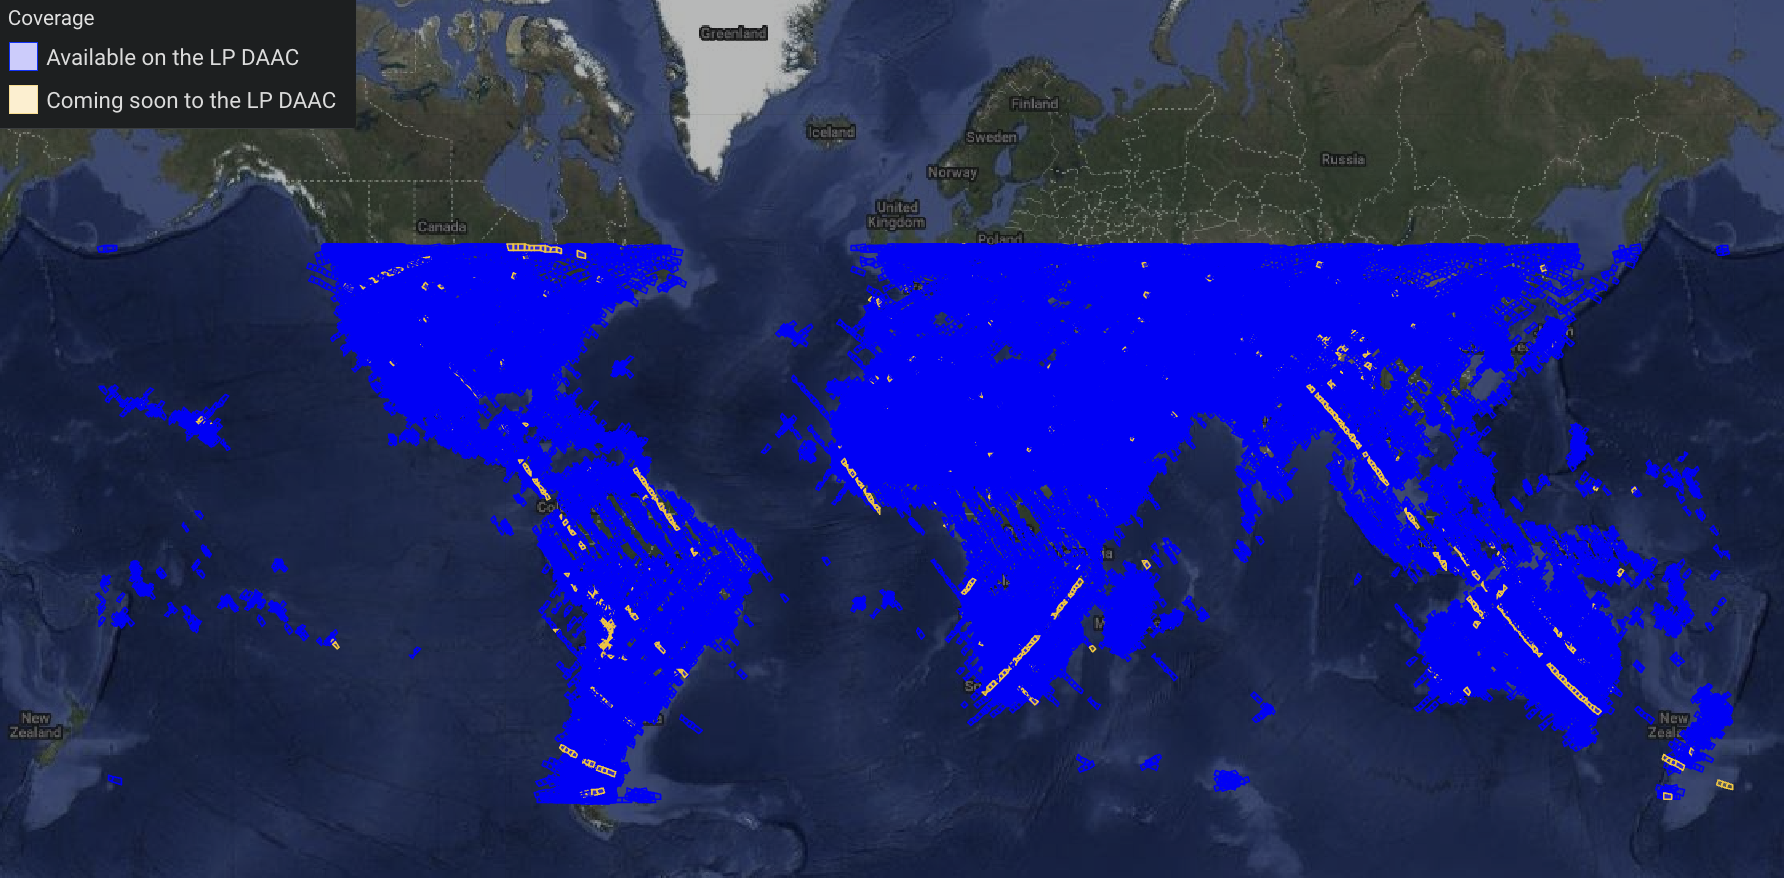 Coverage
Available on the LP DAAC
Coming soon to the LP DAAC
Greenland
Finland
Iceland
Sweden
Russia
Norway
United
Kingdom
Canada
Poland
New
Zealand
New